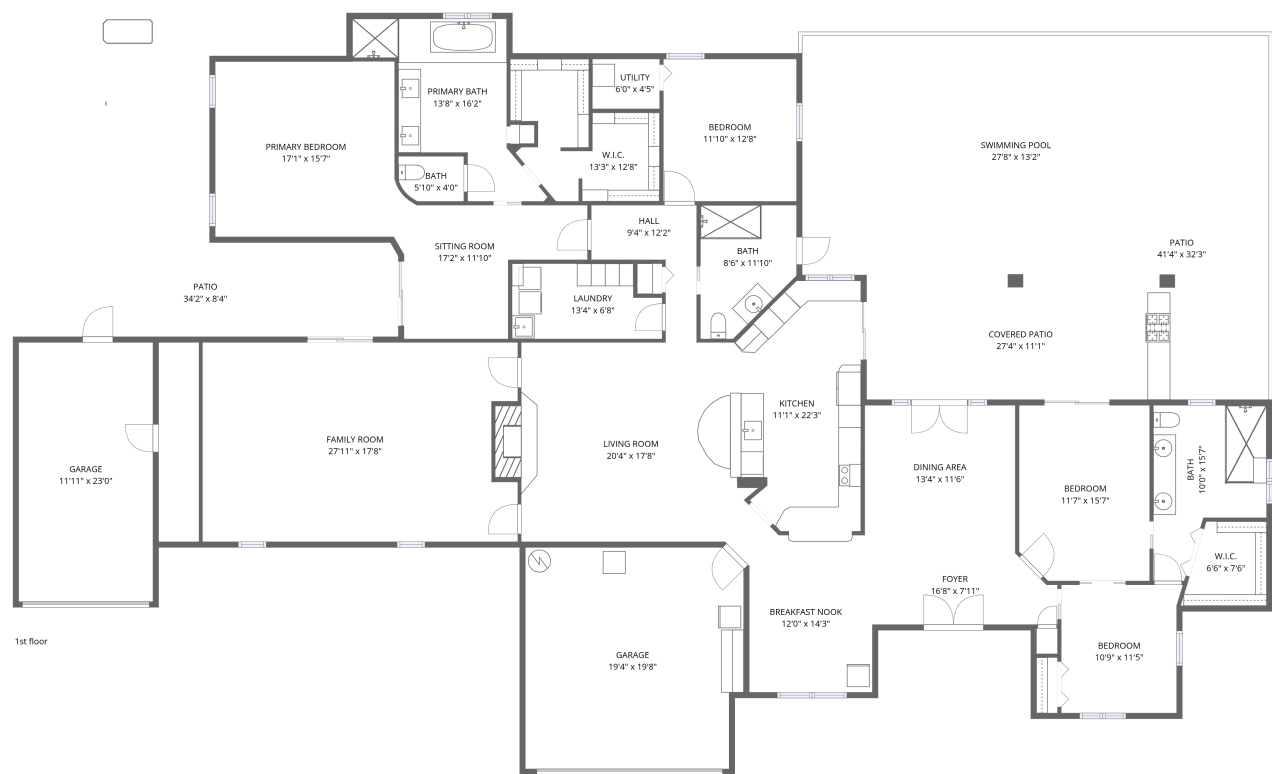 UTILITY
6'0" x 4'5"
PRIMARY BATH
13'8" x 16'2"
BEDROOM
11'10" x 12'8"
PRIMARY BEDROOM
17'1" x 15'7"
SWIMMING POOL
27'8" x 13'2"
W.I.C.
13'3" x 12'8"
BATH
5'10" x 4'0"
HALL
9'4" x 12'2"
SITTING ROOM
17'2" x 11'10"
BATH
8'6" x 11'10"
PATIO
41'4" x 32'3"
PATIO
34'2" x 8'4"
LAUNDRY
13'4" x 6'8"
COVERED PATIO
27'4" x 11'1"
KITCHEN
11'1" x 22'3"
FAMILY ROOM
27'11" x 17'8"
LIVING ROOM
20'4" x 17'8"
GARAGE
11'11" x 23'0"
DINING AREA
13'4" x 11'6"
BATH
10'0" x 15'7"
BEDROOM
11'7" x 15'7"
W.I.C.
6'6" x 7'6"
FOYER
16'8" x 7'11"
BREAKFAST NOOK
12'0" x 14'3"
1st floor
BEDROOM
10'9" x 11'5"
GARAGE
19'4" x 19'8"